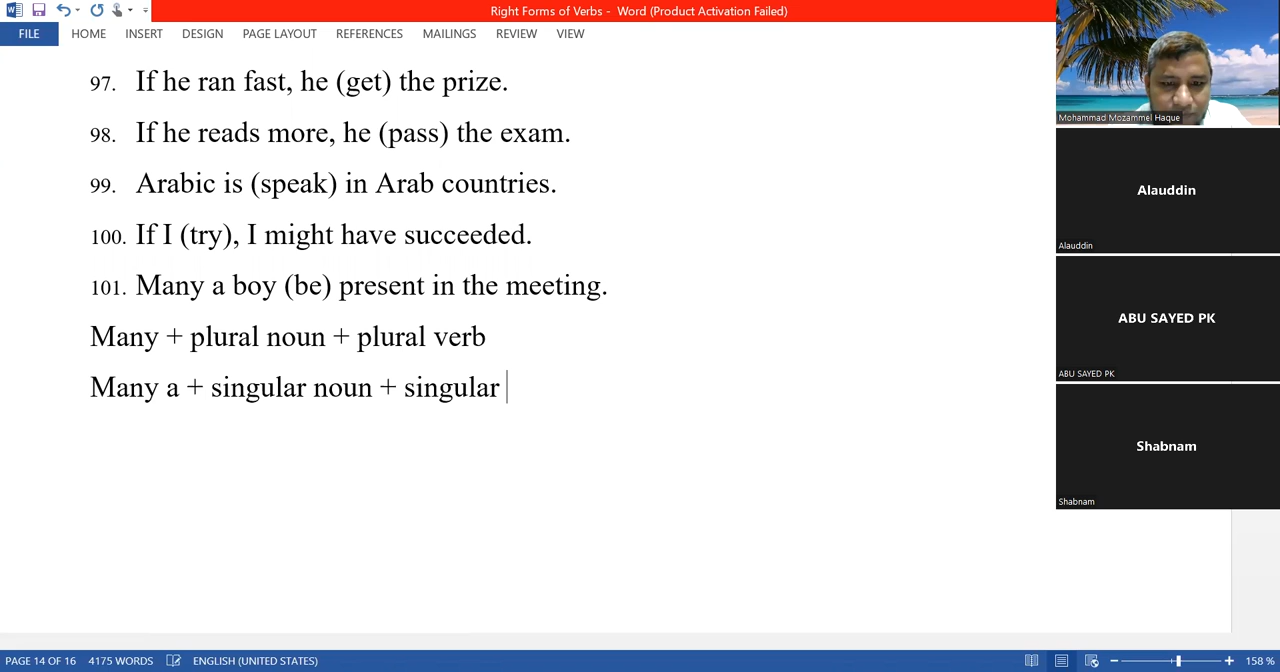 Right Forms of Verbs - Word (Product Activation Failed)
FILE HOME INSERT DESIGN PAGE LAYOUT REFERENCES MAILINGS REVIEW VIEW
97. If he ran fast, he (get) the prize.
98. If he reads more, he (pass) the exam.
99. Arabic is (speak) in Arab countries.
100. If I (try), I might have succeeded.
101. Many a boy (be) present in the meeting.
Many + plural noun + plural verb
Many a + singular noun + singular
Mohammad Mozammel Haque
Alauddin
Alauddin
ABU SAYED PK
ABU SAYED PK
Shabnam
Shabnam
PAGE 14 OF 16 4175 WORDS ENGLISH (UNITED STATES) 158 %